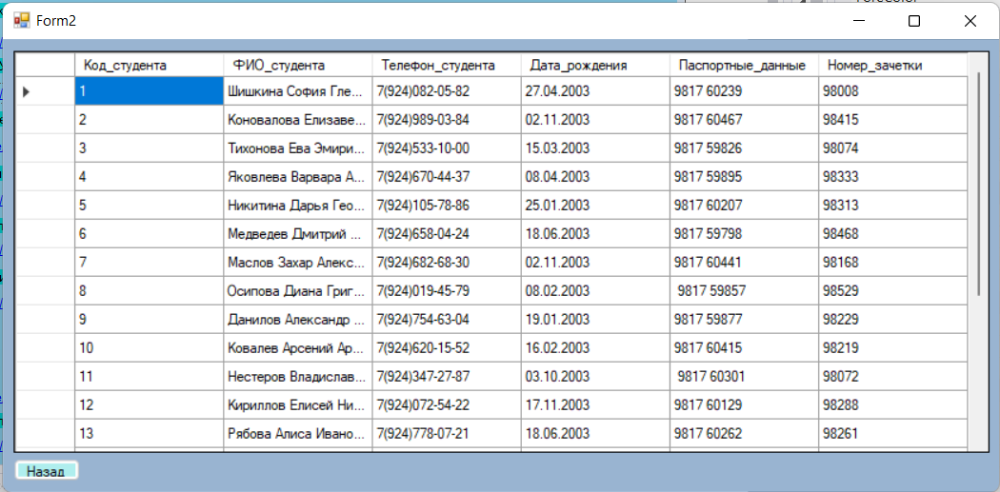 Form2
Код_студента ФИО_студента Телефон_студента Дата_рождения Паспортные_данные Номер_зачетки
1 Шишкина София Гле... 7(924)082-05-82 27.04.2003 9817 60239 98008
2 Коновалова Елизаве... 7(924)989-03-84 02.11.2003 9817 60467 98415
3 Тихонова Ева Эмири... 7(924)533-10-00 15.03.2003 9817 59826 98074
4 Яковлева Варвара А... 7(924)670-44-37 08.04.2003 9817 59895 98333
5 Никитина Дарья Гео... 7(924)105-78-86 25.01.2003 9817 60207 98313
6 Медведев Дмитрий ... 7(924)658-04-24 18.06.2003 9817 59798 98468
7 Маслов Захар Алекс... 7(924)682-68-30 02.11.2003 9817 60441 98168
8 Осипова Диана Григ... 7(924)019-45-79 08.02.2003 9817 59857 98529
9 Данилов Александр ... 7(924)754-63-04 19.01.2003 9817 59877 98229
10 Ковалев Арсений Ар... 7(924)620-15-52 16.02.2003 9817 60415 98219
11 Нестеров Владислав... 7(924)347-27-87 03.10.2003 9817 60301 98072
12 Кириллов Елисей Ни... 7(924)072-54-22 17.11.2003 9817 60129 98288
13 Рябова Алиса Ивано... 7(924)778-07-21 18.06.2003 9817 60262 98261
Назад